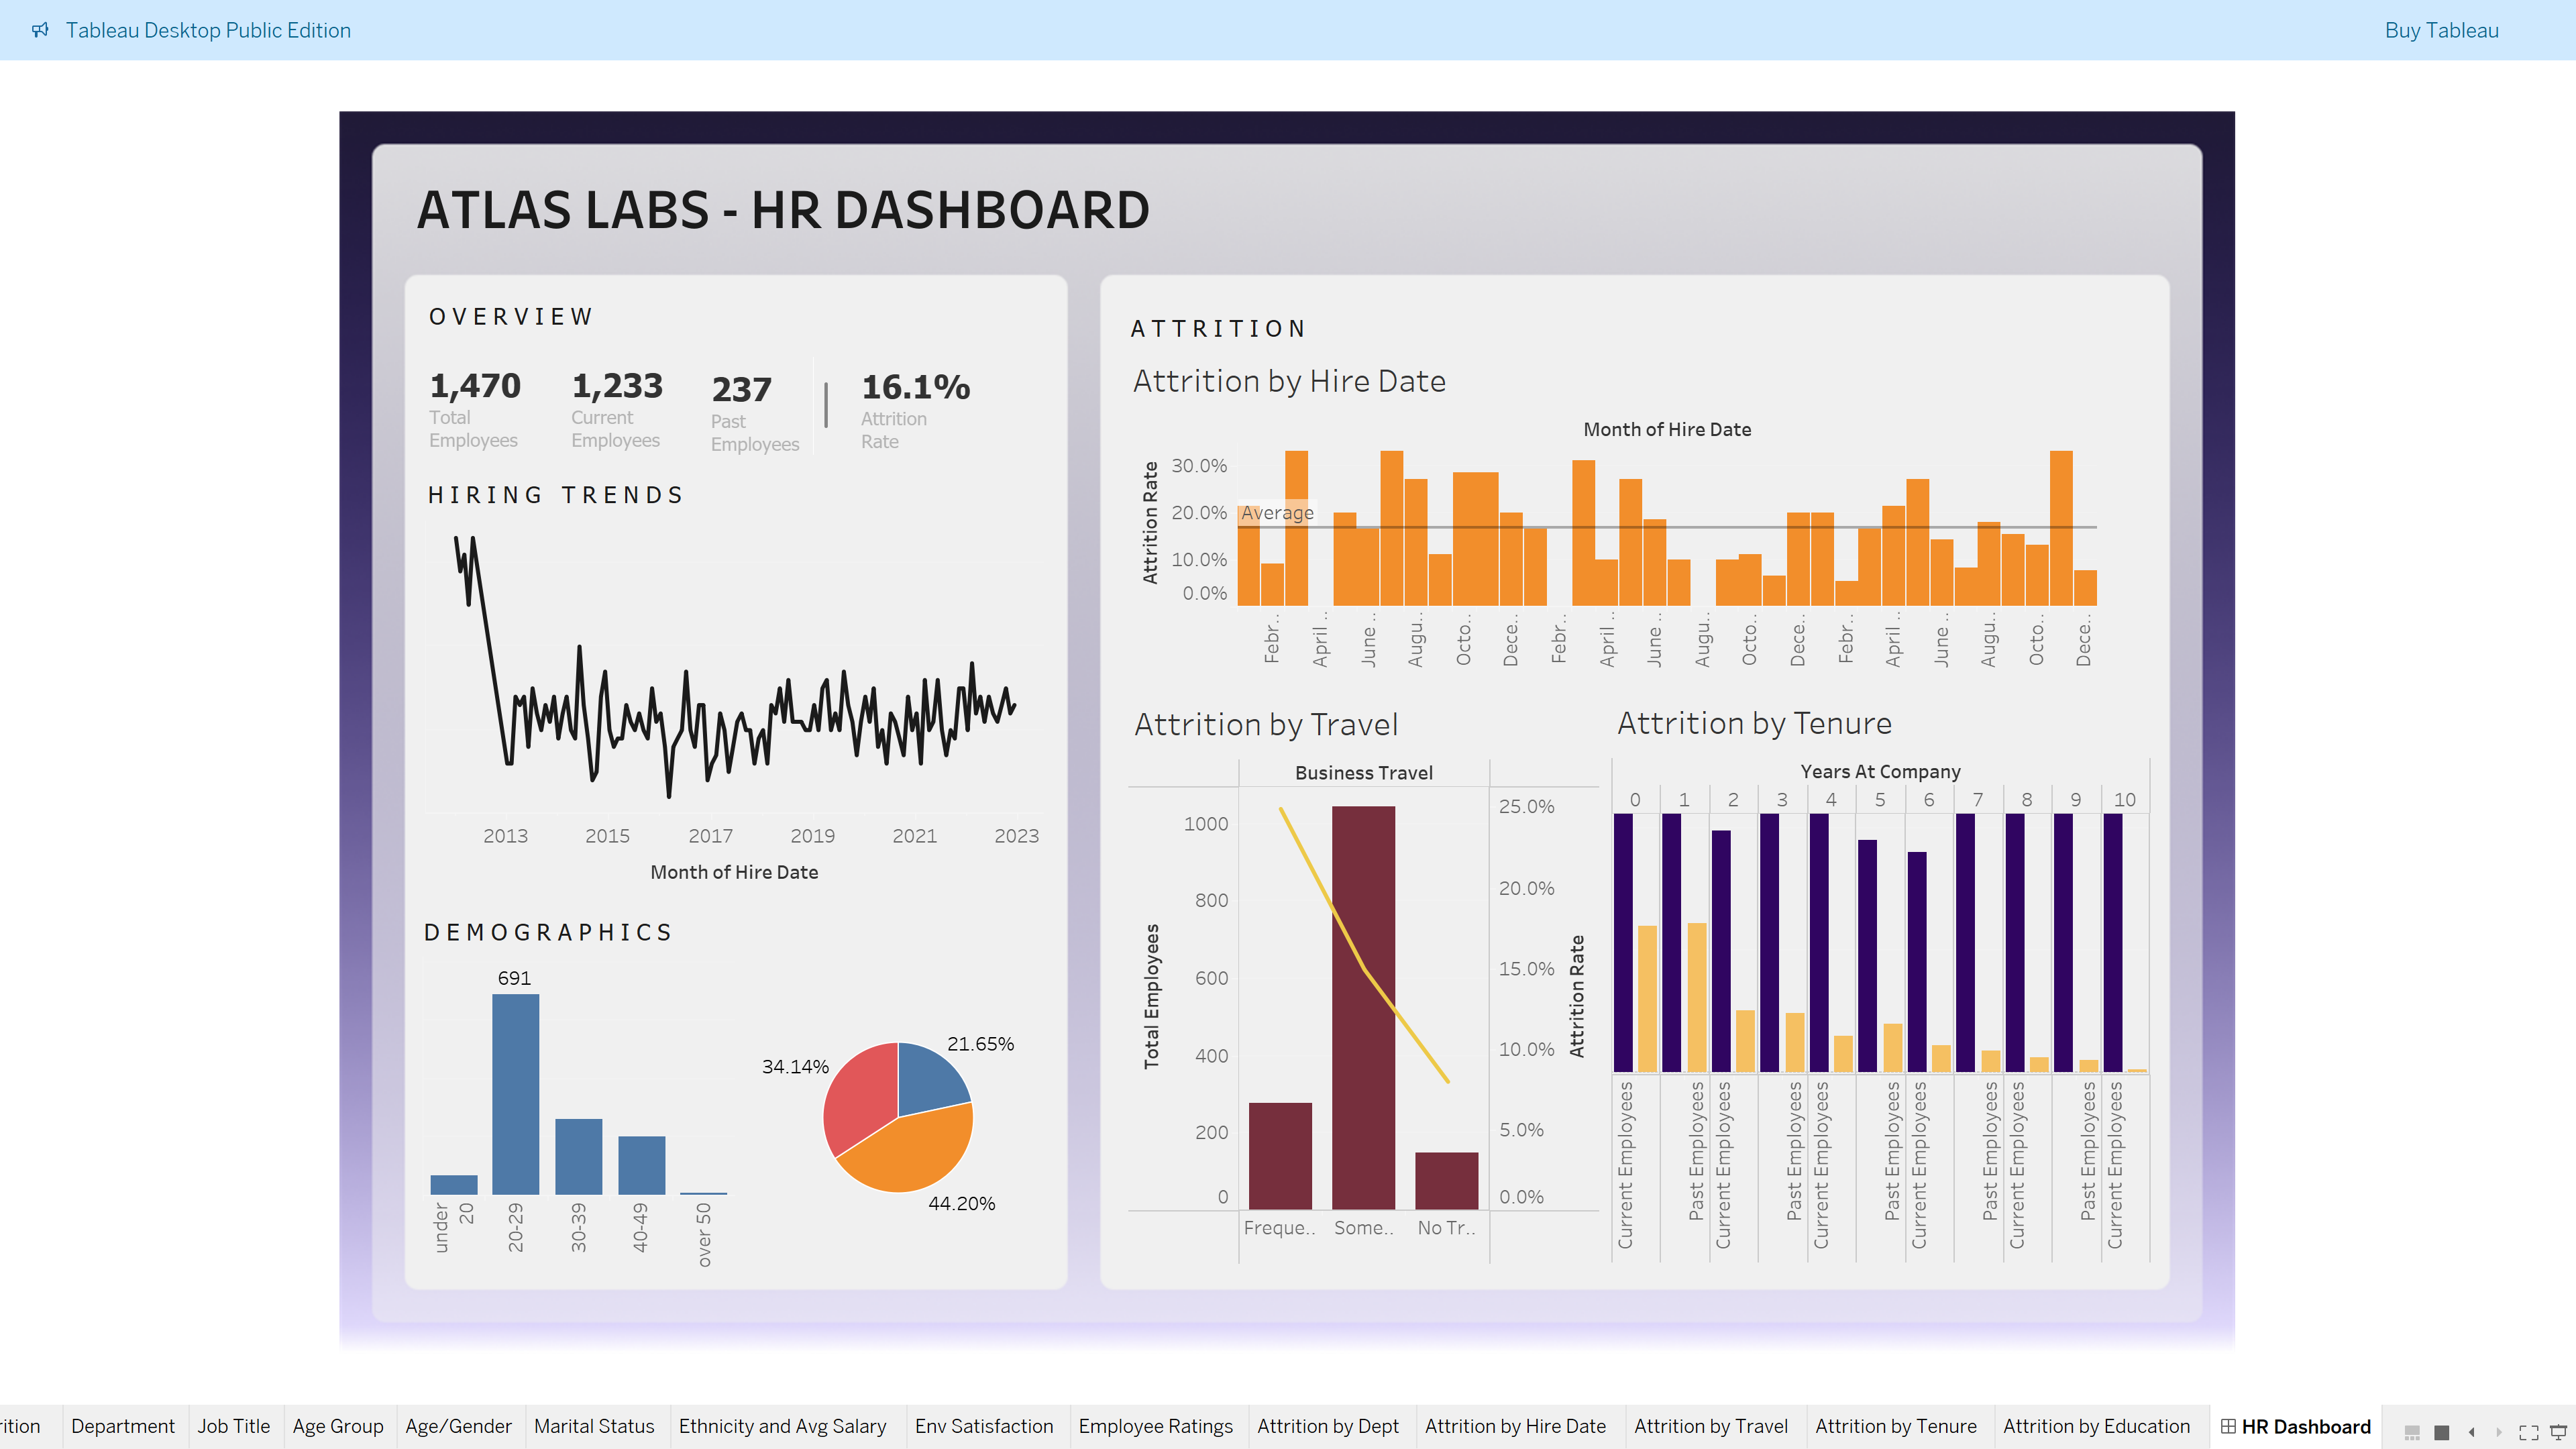 Tableau Desktop Public Edition
Buy Tableau
ATLAS LABS - HR DASHBOARD
OVERVIEW
1,470
Total
Employees
1,233
Current
Employees
237
Past
Employees
16.1%
Attrition
Rate
HIRING TRENDS
2013 2015 2017 2019 2021 2023
Month of Hire Date
DEMOGRAPHICS
691
under
20
20-29
30-39
40-49
over 50
34.14%
21.65%
44.20%
ATTRITION
Attrition by Hire Date
Month of Hire Date
Attrition Rate
30.0%
20.0%
10.0%
0.0%
Average
Febr..
April ..
June ..
Augu..
Octo..
Dece..
Febr..
April ..
June ..
Augu..
Octo..
Dece..
Febr..
April ..
June ..
Augu..
Octo..
Dece..
Attrition by Travel
Business Travel
Total Employees
1000
800
600
400
200
0
25.0%
20.0%
15.0%
10.0%
5.0%
0.0%
Attrition Rate
Freque.. Some.. No Tr..
Attrition by Tenure
Years At Company
0 1 2 3 4 5 6 7 8 9 10
Current Employees
Past Employees
Current Employees
Past Employees
Current Employees
Past Employees
Current Employees
Past Employees
Current Employees
Past Employees
Current Employees
rition Department Job Title Age Group Age/Gender Marital Status Ethnicity and Avg Salary Env Satisfaction Employee Ratings Attrition by Dept Attrition by Hire Date Attrition by Travel Attrition by Tenure Attrition by Education HR Dashboard